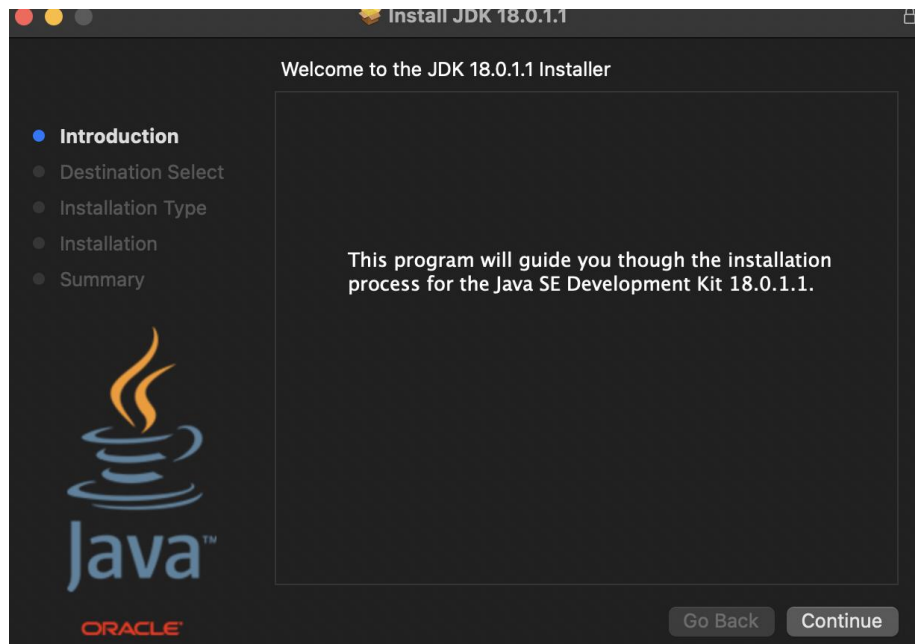 Install JDK 18.0.1.1
Welcome to the JDK 18.0.1.1 Installer
Introduction
Destination Select
Installation Type
Installation
Summary
This program will guide you though the installation
process for the Java SE Development Kit 18.0.1.1.
Java™
ORACLE®
Go Back
Continue